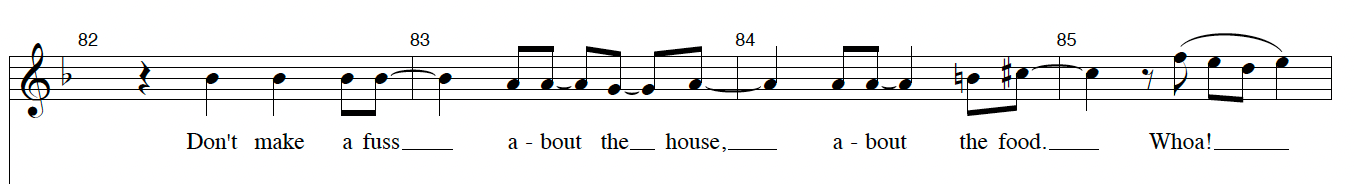 82 83 84 85
Don't make a fuss a - bout the house, a - bout the food. Whoa!